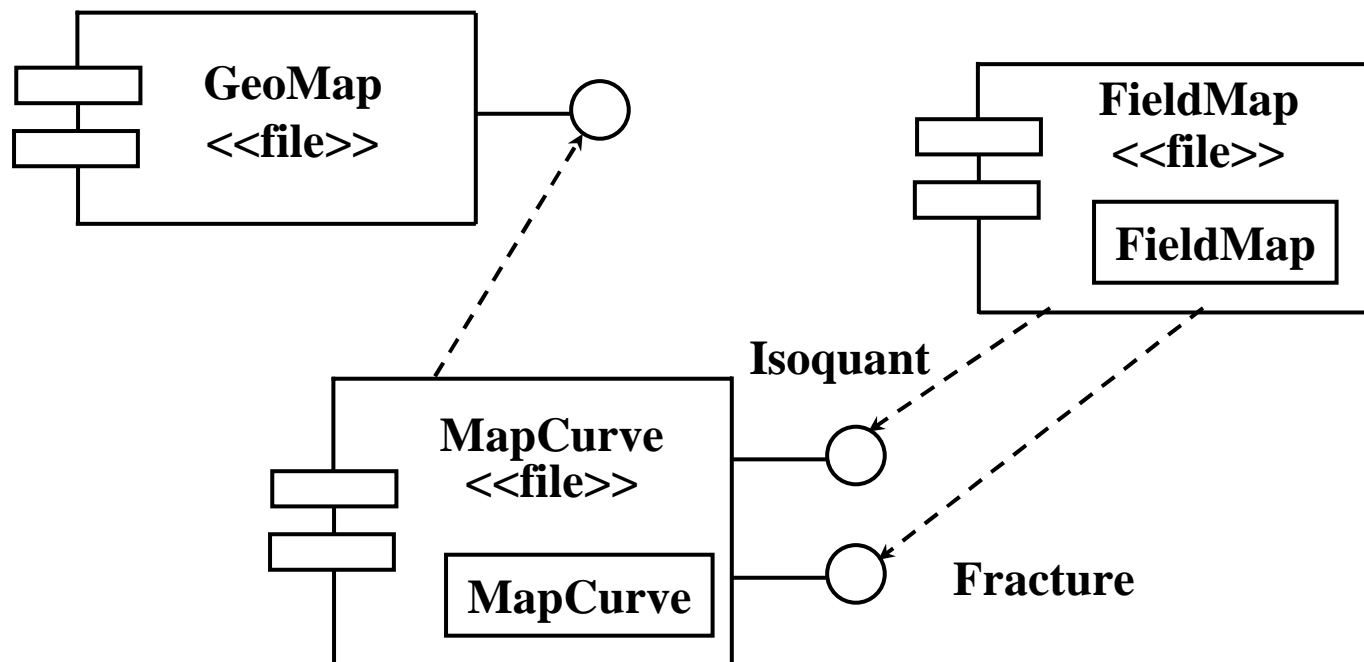 GeoMap
<<file>>
FieldMap
<<file>>
FieldMap
Isoquant
MapCurve
<<file>>
MapCurve
Fracture